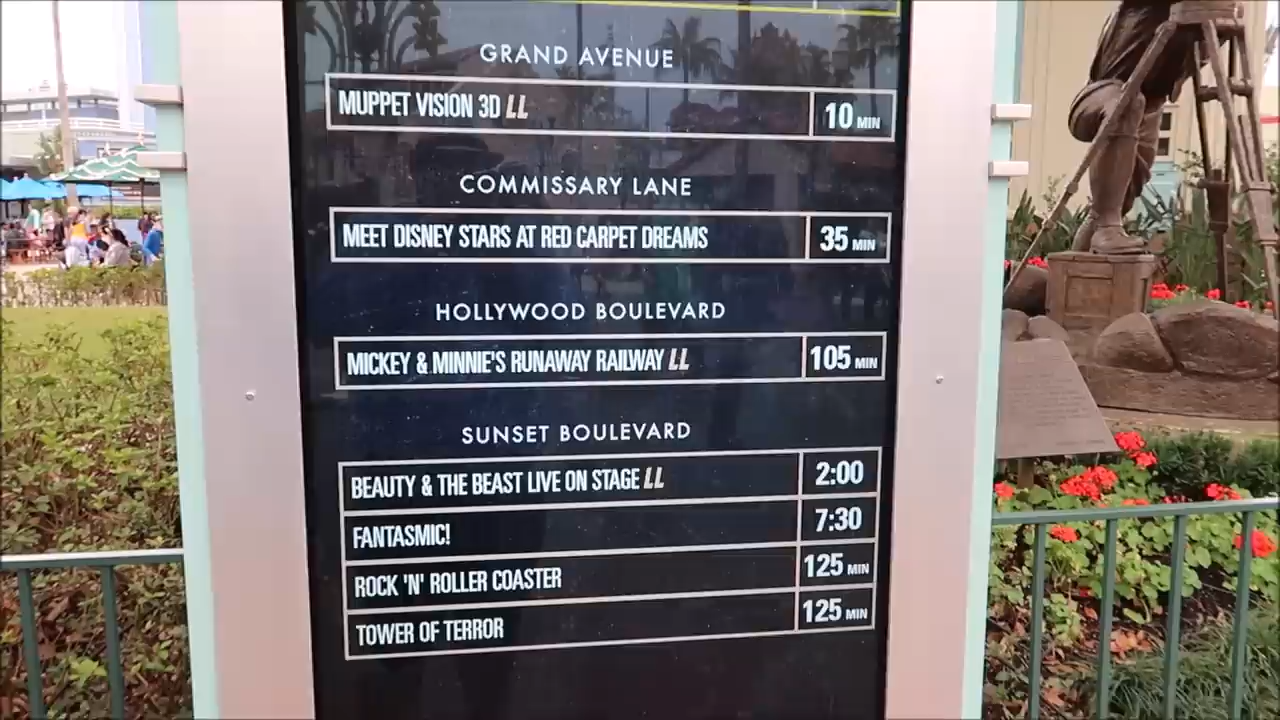 GRAND AVENUE
MUPPET VISION 3D LL 10 MIN
COMMISSARY LANE
MEET DISNEY STARS AT RED CARPET DREAMS 35 MIN
HOLLYWOOD BOULEVARD
MICKEY & MINNIE'S RUNAWAY RAILWAY LL 105 MIN
SUNSET BOULEVARD
BEAUTY & THE BEAST LIVE ON STAGE LL 2:00
FANTASMIC! 7:30
ROCK 'N' ROLLER COASTER 125 MIN
TOWER OF TERROR 125 MIN